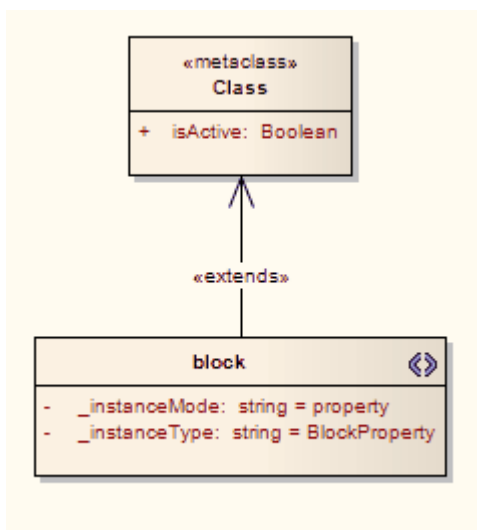 «metaclass»
Class
+ isActive: Boolean
«extends»
block
- _instanceMode: string = property
- _instanceType: string = BlockProperty